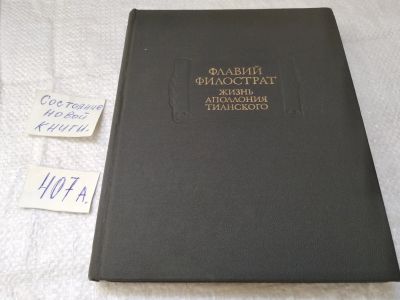 ФЛАВИЙ
ФИЛОСТРАТ
ЖИЗНЬ
АПОЛЛОНИЯ
ТИАНСКОГО
Состояние
новой
книги.
407А.